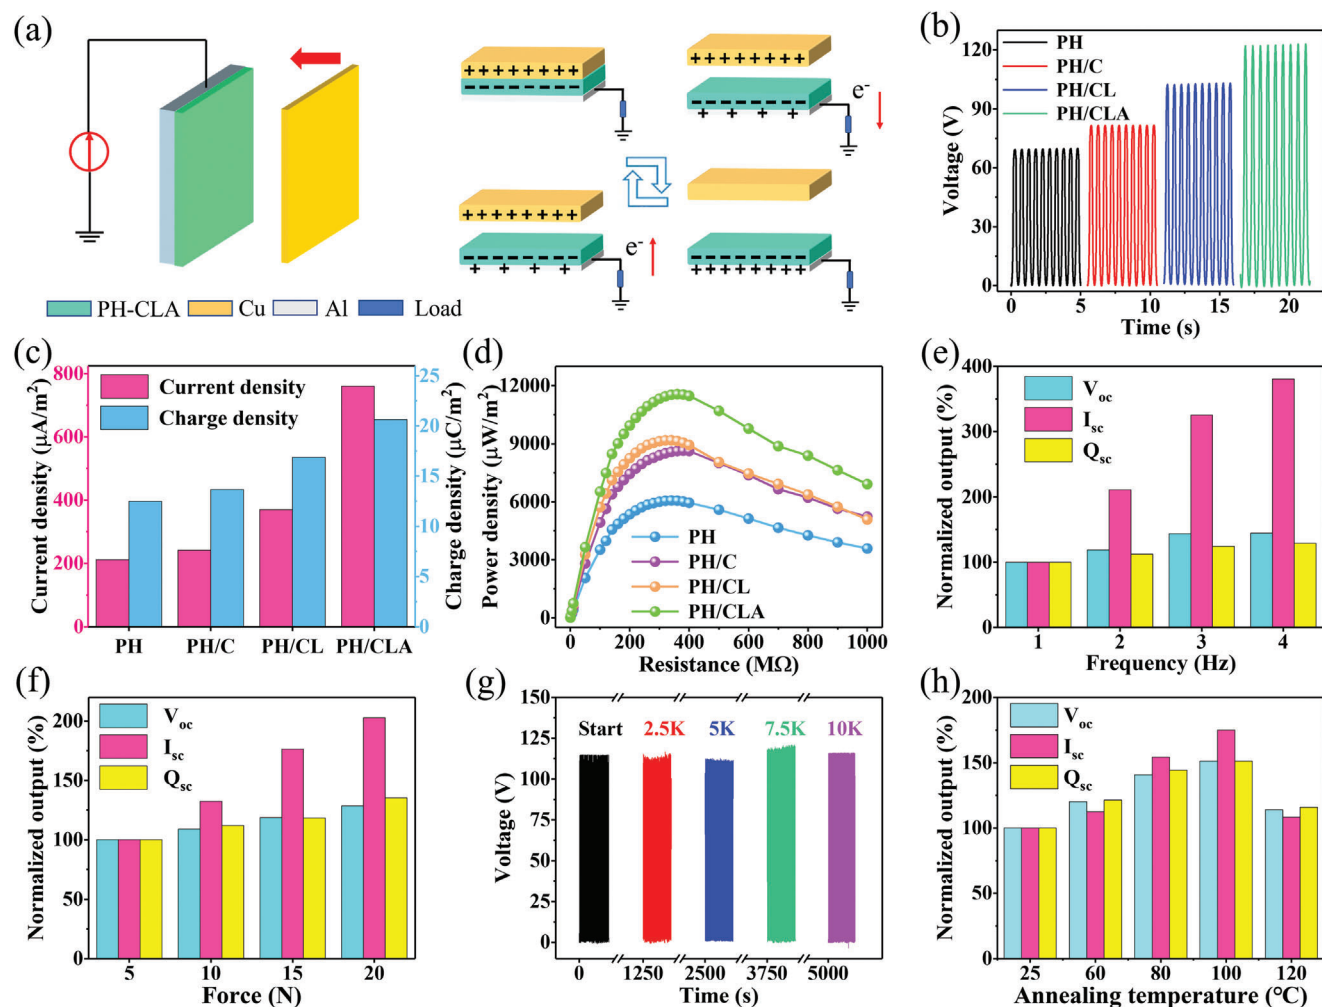 (a)
+ + + + + + + +
- - - - - - - -
+ + + + + + + +
- - - - - - - -
+ + + +
e-
+ + + + + + + +
- - - - - - - -
+ + + +
e-
- - - - - - - -
+ + + + + + + +
PH-CLA Cu Al Load
(b)
PH
PH/C
PH/CL
PH/CLA
Voltage (V)
120
90
60
30
0
0 5 10 15 20
Time (s)
(c)
Current density
Charge density
Current density (μA/m²)
800
600
400
200
0
Charge density (μC/m²)
25
20
15
10
5
0
PH PH/C PH/CL PH/CLA
(d)
Power density (μW/m²)
12000
9000
6000
3000
0
PH
PH/C
PH/CL
PH/CLA
0 200 400 600 800 1000
Resistance (MΩ)
(e)
Normalized output (%)
400
350
300
250
200
150
100
50
0
Voc
Isc
Qsc
1 2 3 4
Frequency (Hz)
(f)
Normalized output (%)
200
150
100
50
0
Voc
Isc
Qsc
5 10 15 20
Force (N)
(g)
Voltage (V)
150
125
100
75
50
25
0
Start 2.5K 5K 7.5K 10K
0 1250 2500 3750 5000
Time (s)
(h)
Normalized output (%)
200
150
100
50
0
Voc
Isc
Qsc
25 60 80 100 120
Annealing temperature (°C)